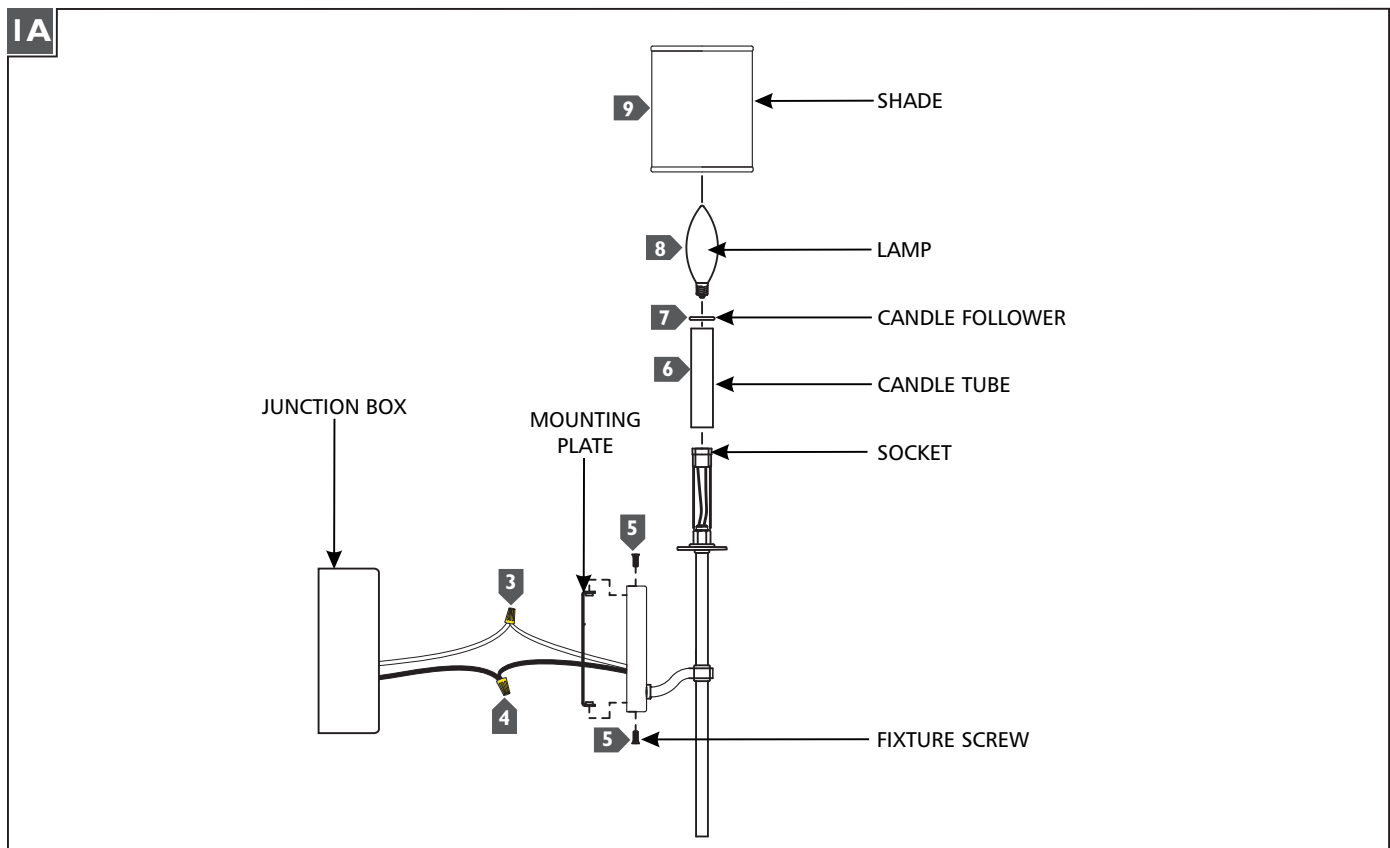 1A
9
SHADE
8
LAMP
7
CANDLE FOLLOWER
6
CANDLE TUBE
JUNCTION BOX
MOUNTING
PLATE
SOCKET
5
3
4
5
FIXTURE SCREW